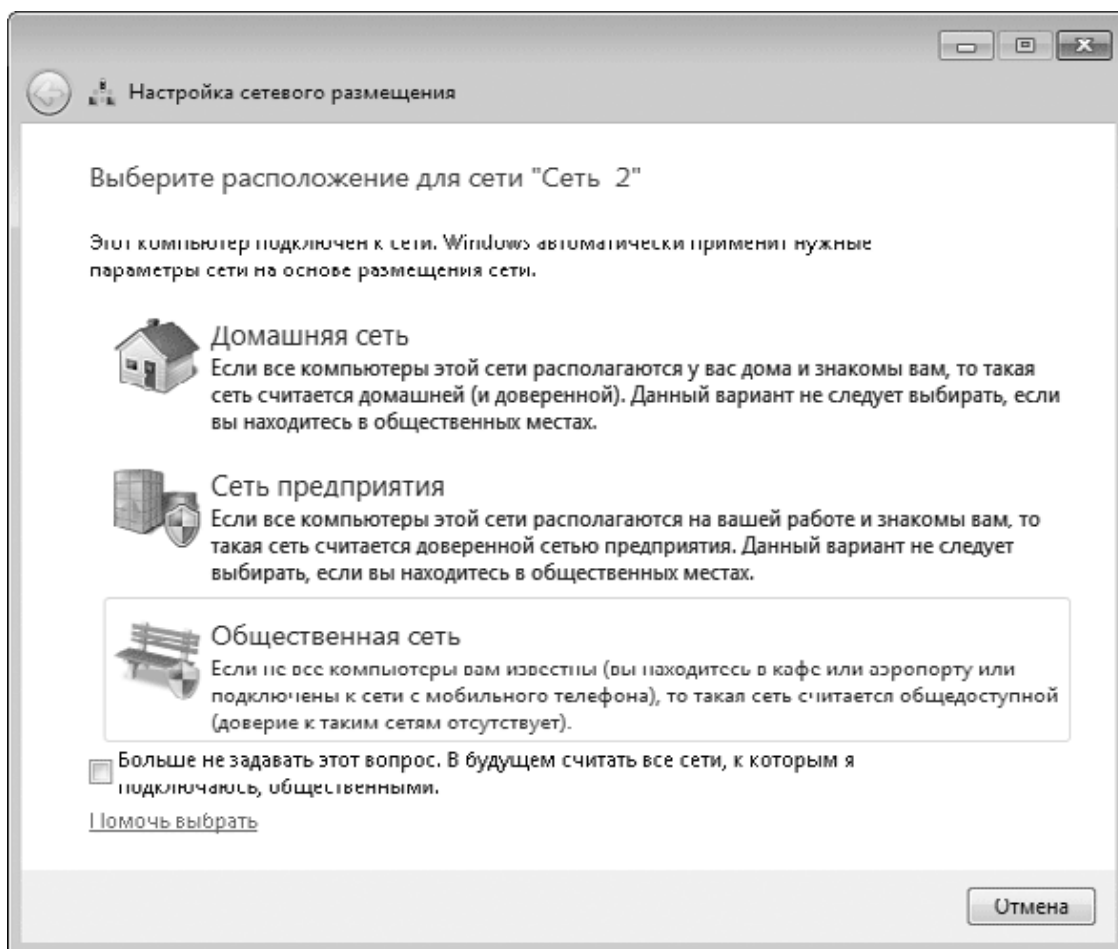 Настройка сетевого размещения
Выберите расположение для сети "Сеть 2"
Этот компьютер подключен к сети. Windows автоматически применит нужные
параметры сети на основе размещения сети.
Домашняя сеть
Если все компьютеры этой сети располагаются у вас дома и знакомы вам, то такая
сеть считается домашней (и доверенной). Данный вариант не следует выбирать, если
вы находитесь в общественных местах.
Сеть предприятия
Если все компьютеры этой сети располагаются на вашей работе и знакомы вам, то
такая сеть считается доверенной сетью предприятия. Данный вариант не следует
выбирать, если вы находитесь в общественных местах.
Общественная сеть
Если не все компьютеры вам известны (вы находитесь в кафе или аэропорту или
подключены к сети с мобильного телефона), то такая сеть считается общедоступной
(доверие к таким сетям отсутствует).
Больше не задавать этот вопрос. В будущем считать все сети, к которым я
подключаюсь, общественными.
Помочь выбрать
Отмена